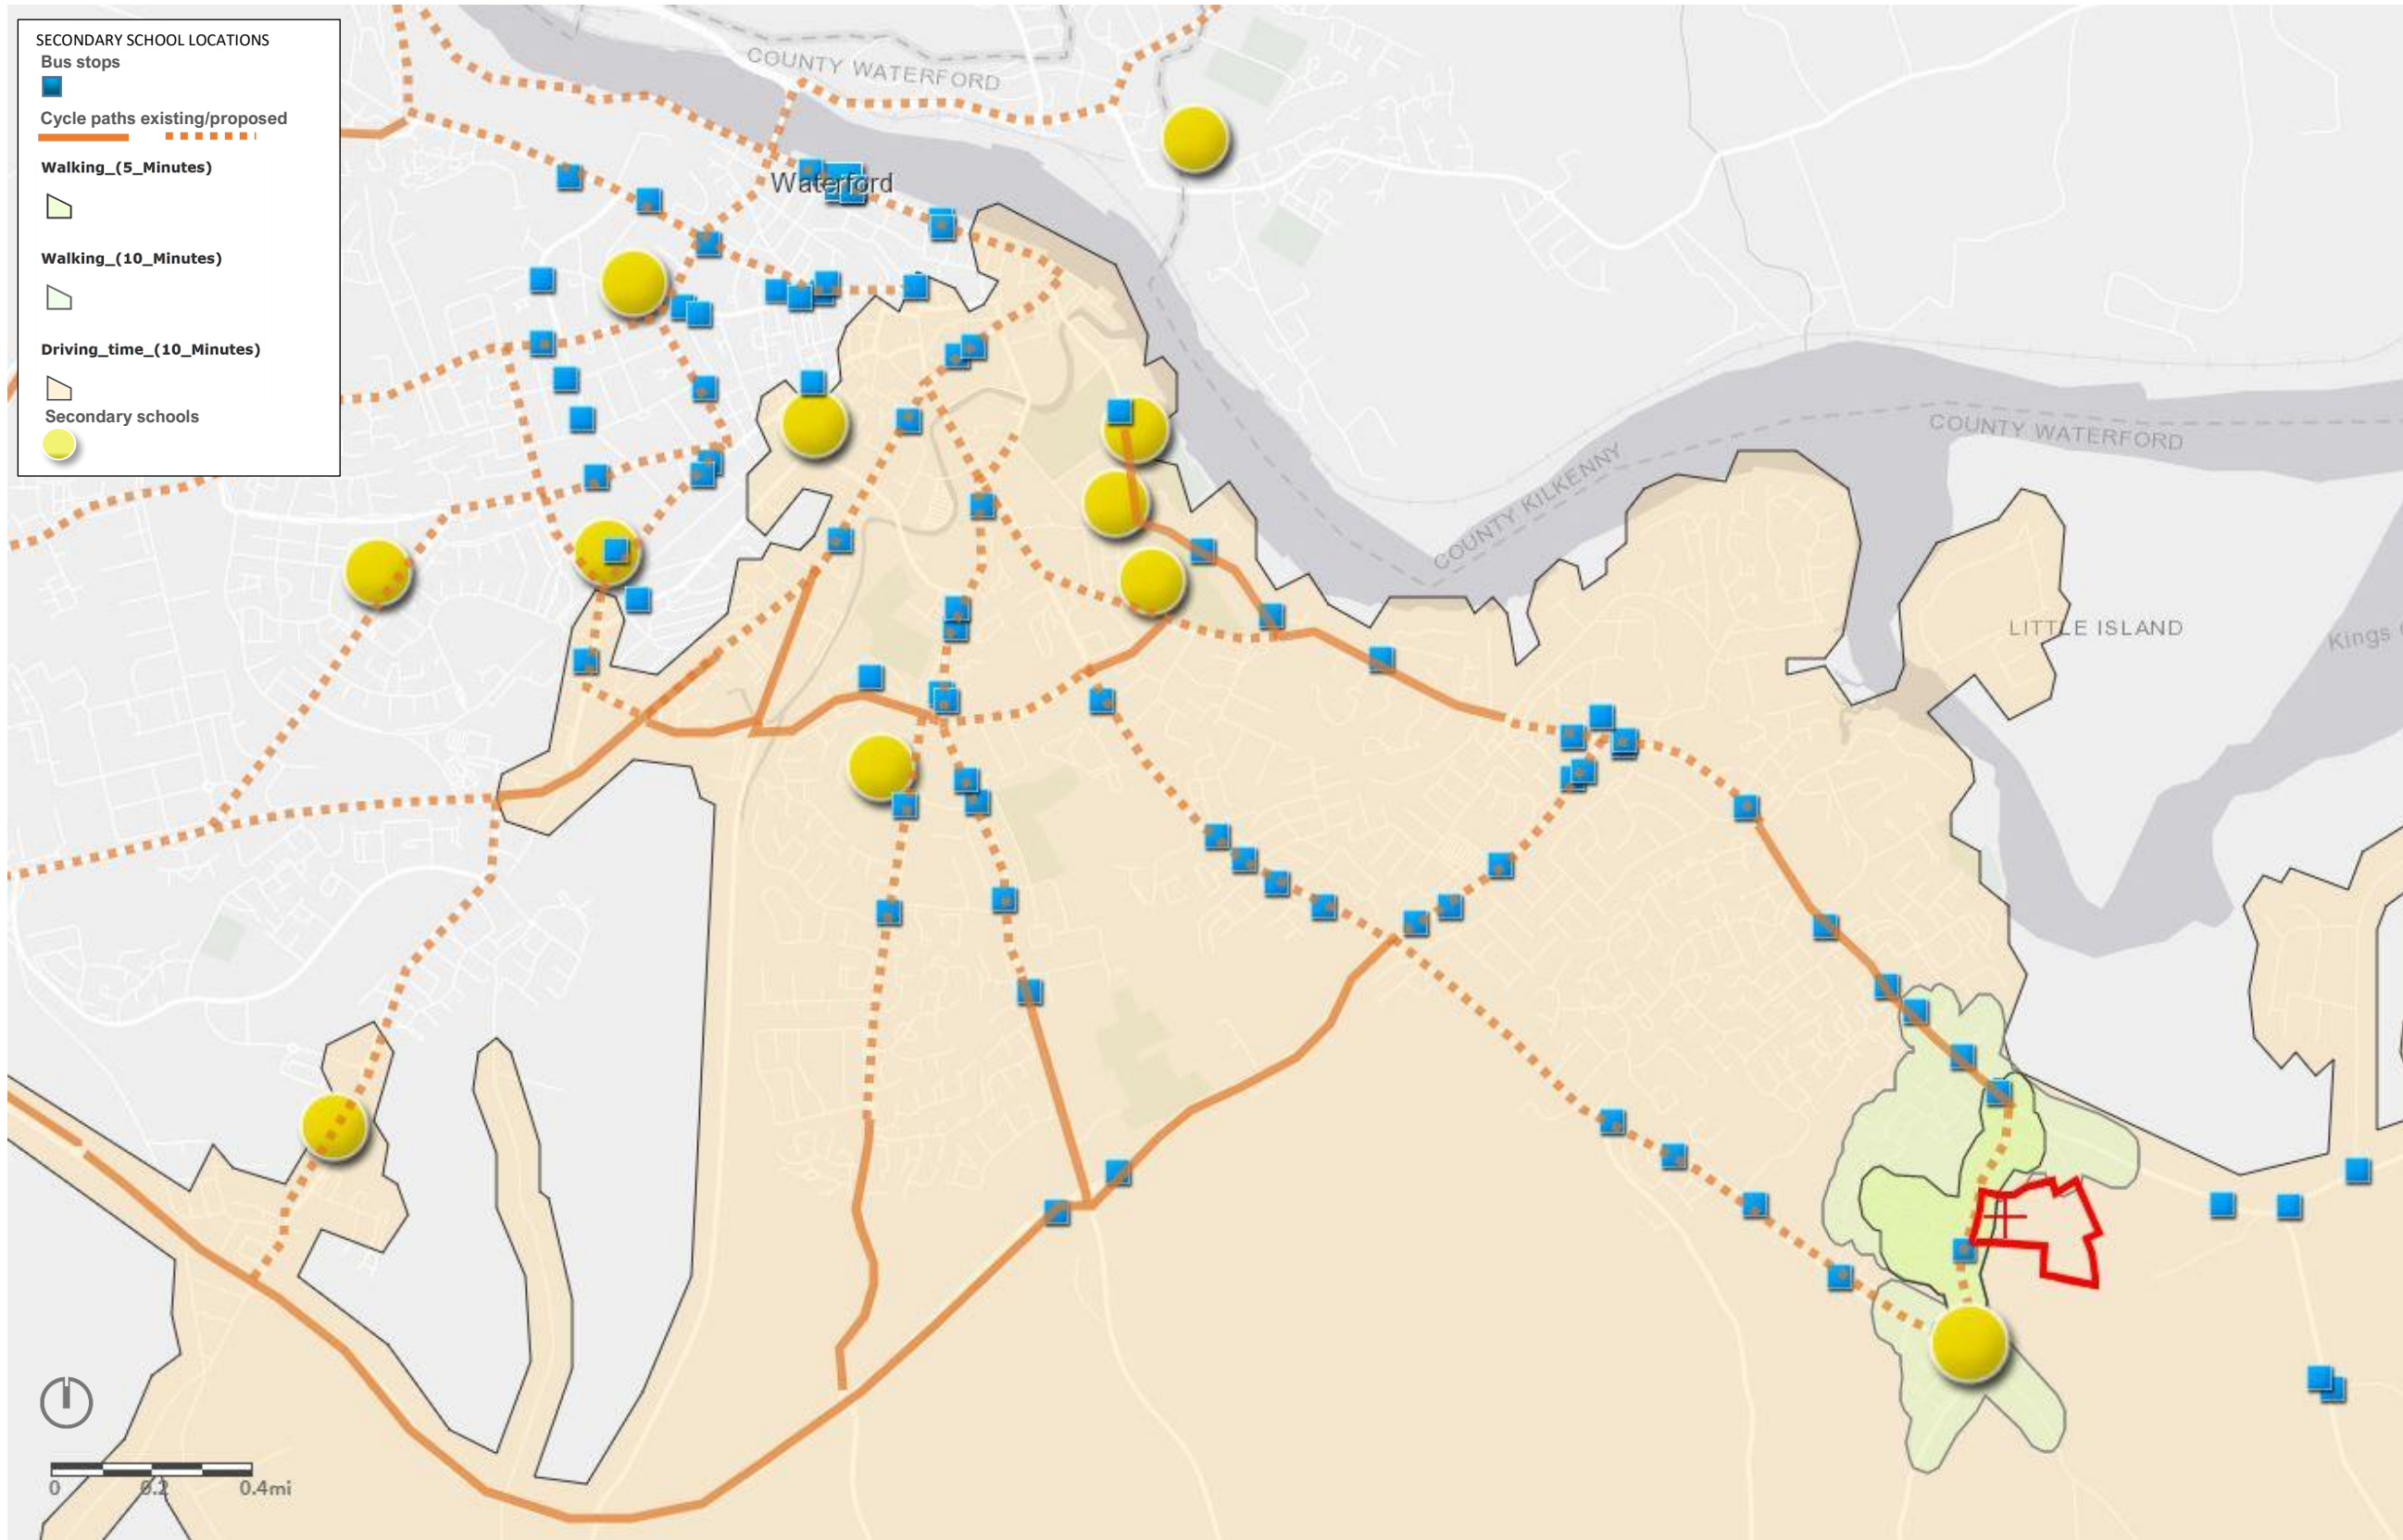 SECONDARY SCHOOL LOCATIONS
Bus stops
Cycle paths existing/proposed
Walking_(5_Minutes)
Walking_(10_Minutes)
Driving_time_(10_Minutes)
Secondary schools
COUNTY WATERFORD
Waterford
COUNTY WATERFORD
COUNTY KILKENNY
LITTLE ISLAND
Kings
0 0.2 0.4mi